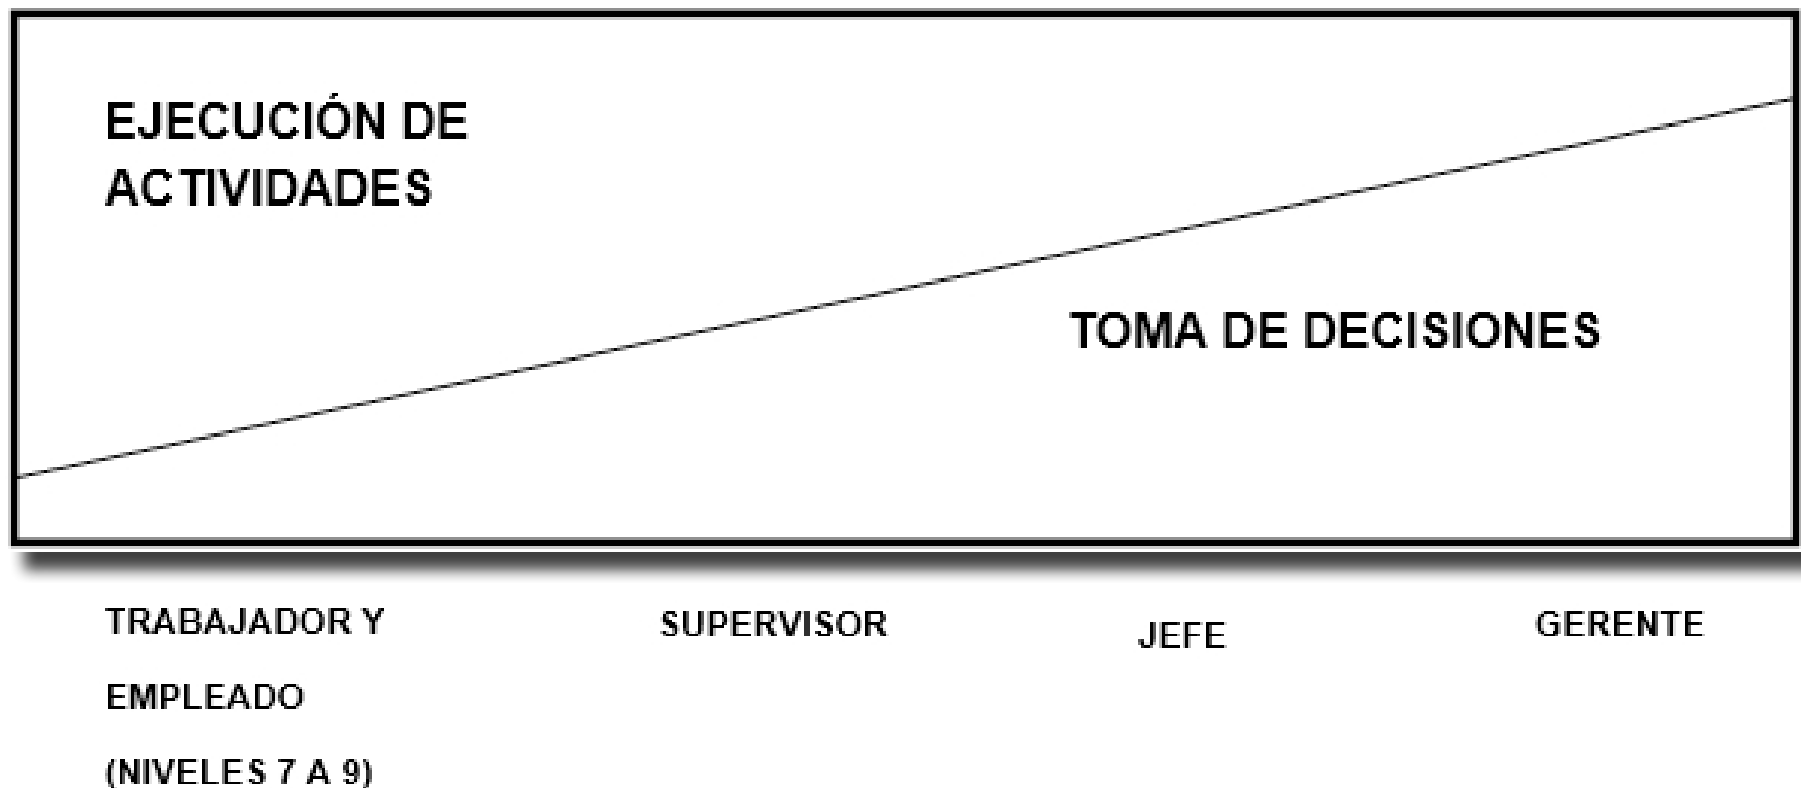 EJECUCIÓN DE
ACTIVIDADES
TOMA DE DECISIONES
TRABAJADOR Y
EMPLEADO
(NIVELES 7 A 9)
SUPERVISOR
JEFE
GERENTE